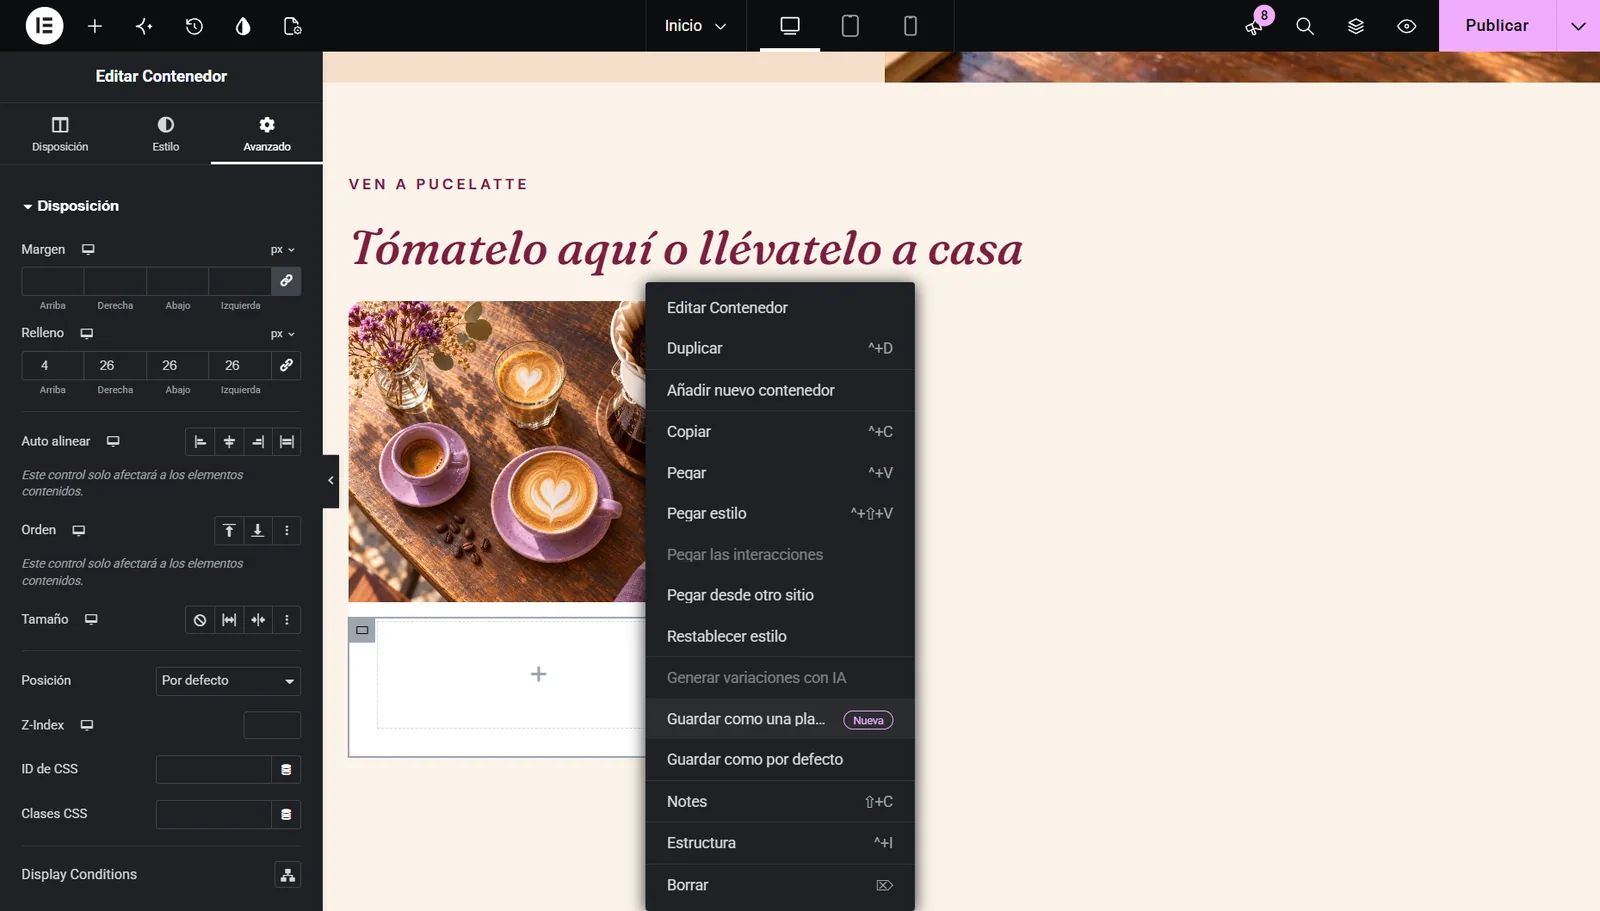 Inicio
8
Publicar
Editar Contenedor
Disposición
Estilo
Avanzado
Disposición
Margen
px
Arriba
Derecha
Abajo
Izquierda
Relleno
px
4
26
26
26
Arriba
Derecha
Abajo
Izquierda
Auto alinear
Este control solo afectará a los elementos
contenidos.
Orden
Este control solo afectará a los elementos
contenidos.
Tamaño
Posición
Por defecto
Z-Index
ID de CSS
Clases CSS
Display Conditions
VEN A PUCELATTE
Tómatelo aquí o llévatelo a casa
Editar Contenedor
Duplicar ^+D
Añadir nuevo contenedor
Copiar ^+C
Pegar ^+V
Pegar estilo ^+⇧+V
Pegar las interacciones
Pegar desde otro sitio
Restablecer estilo
Generar variaciones con IA
Guardar como una pla... Nueva
Guardar como por defecto
Notes ⇧+C
Estructura ^+I
Borrar ⌦